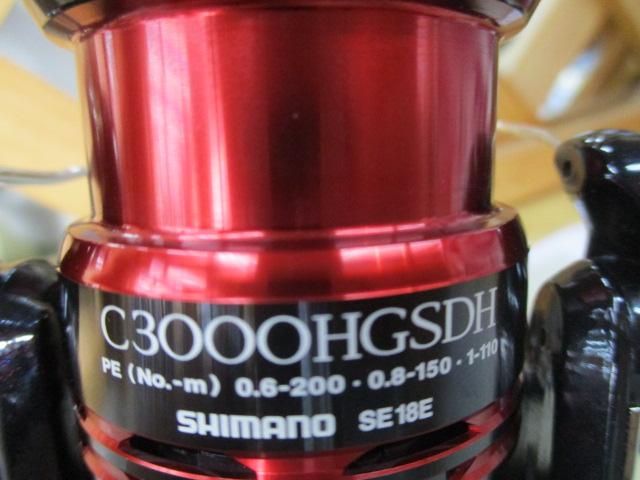 C3000HGSDH
PE (No.-m) 0.6-200・0.8-150・1-110
SHIMANO SE18E